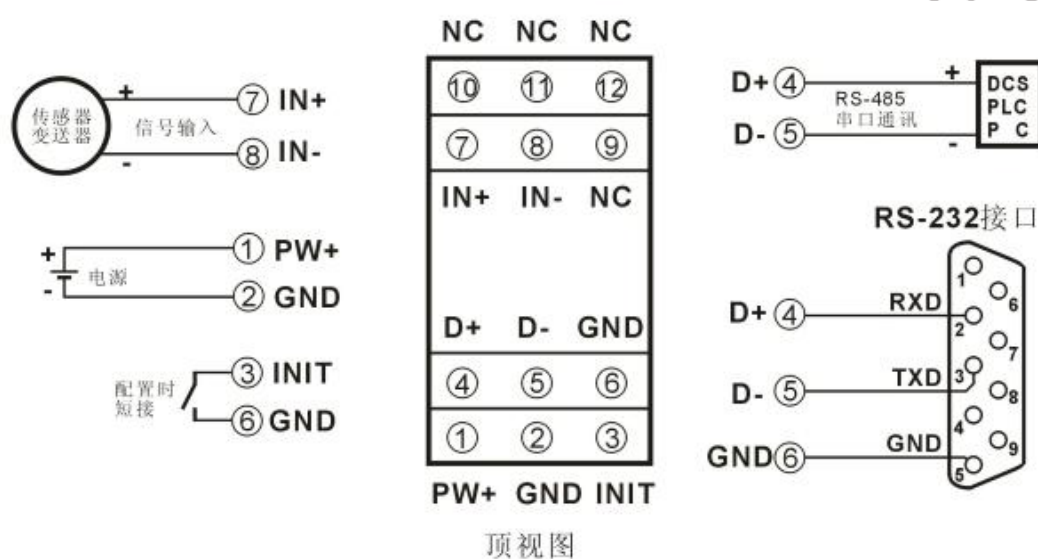 传感器
变送器
+
-
信号输入
⑦ IN+
⑧ IN-
+
-
电源
① PW+
② GND
配置时
短接
③ INIT
⑥ GND
NC NC NC
⑩ ⑪ ⑫
⑦ ⑧ ⑨
IN+ IN- NC
D+ D- GND
④ ⑤ ⑥
① ② ③
PW+ GND INIT
顶视图
D+ ④
D- ⑤
RS-485
串口通讯
+
-
DCS
PLC
P C
RS-232接口
D+ ④ RXD
D- ⑤ TXD
GND ⑥ GND
1
6
2
7
3
8
4
9
5